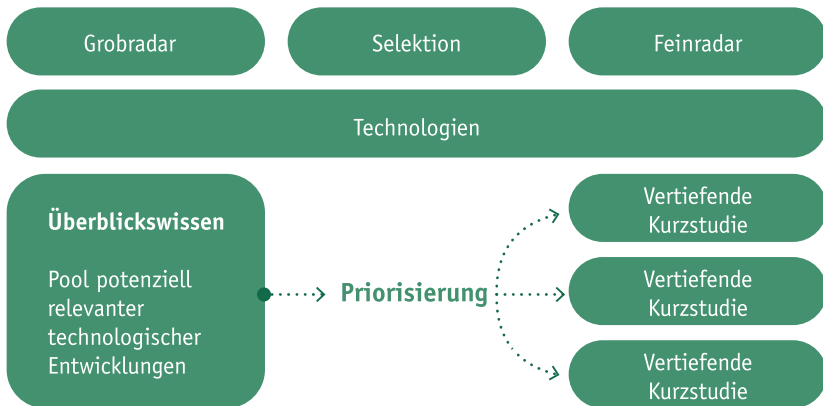 Grobradar
Selektion
Feinradar
Technologien
Überblickswissen
Pool potenziell
relevanter
technologischer
Entwicklungen
Priorisierung
Vertiefende
Kurzstudie
Vertiefende
Kurzstudie
Vertiefende
Kurzstudie